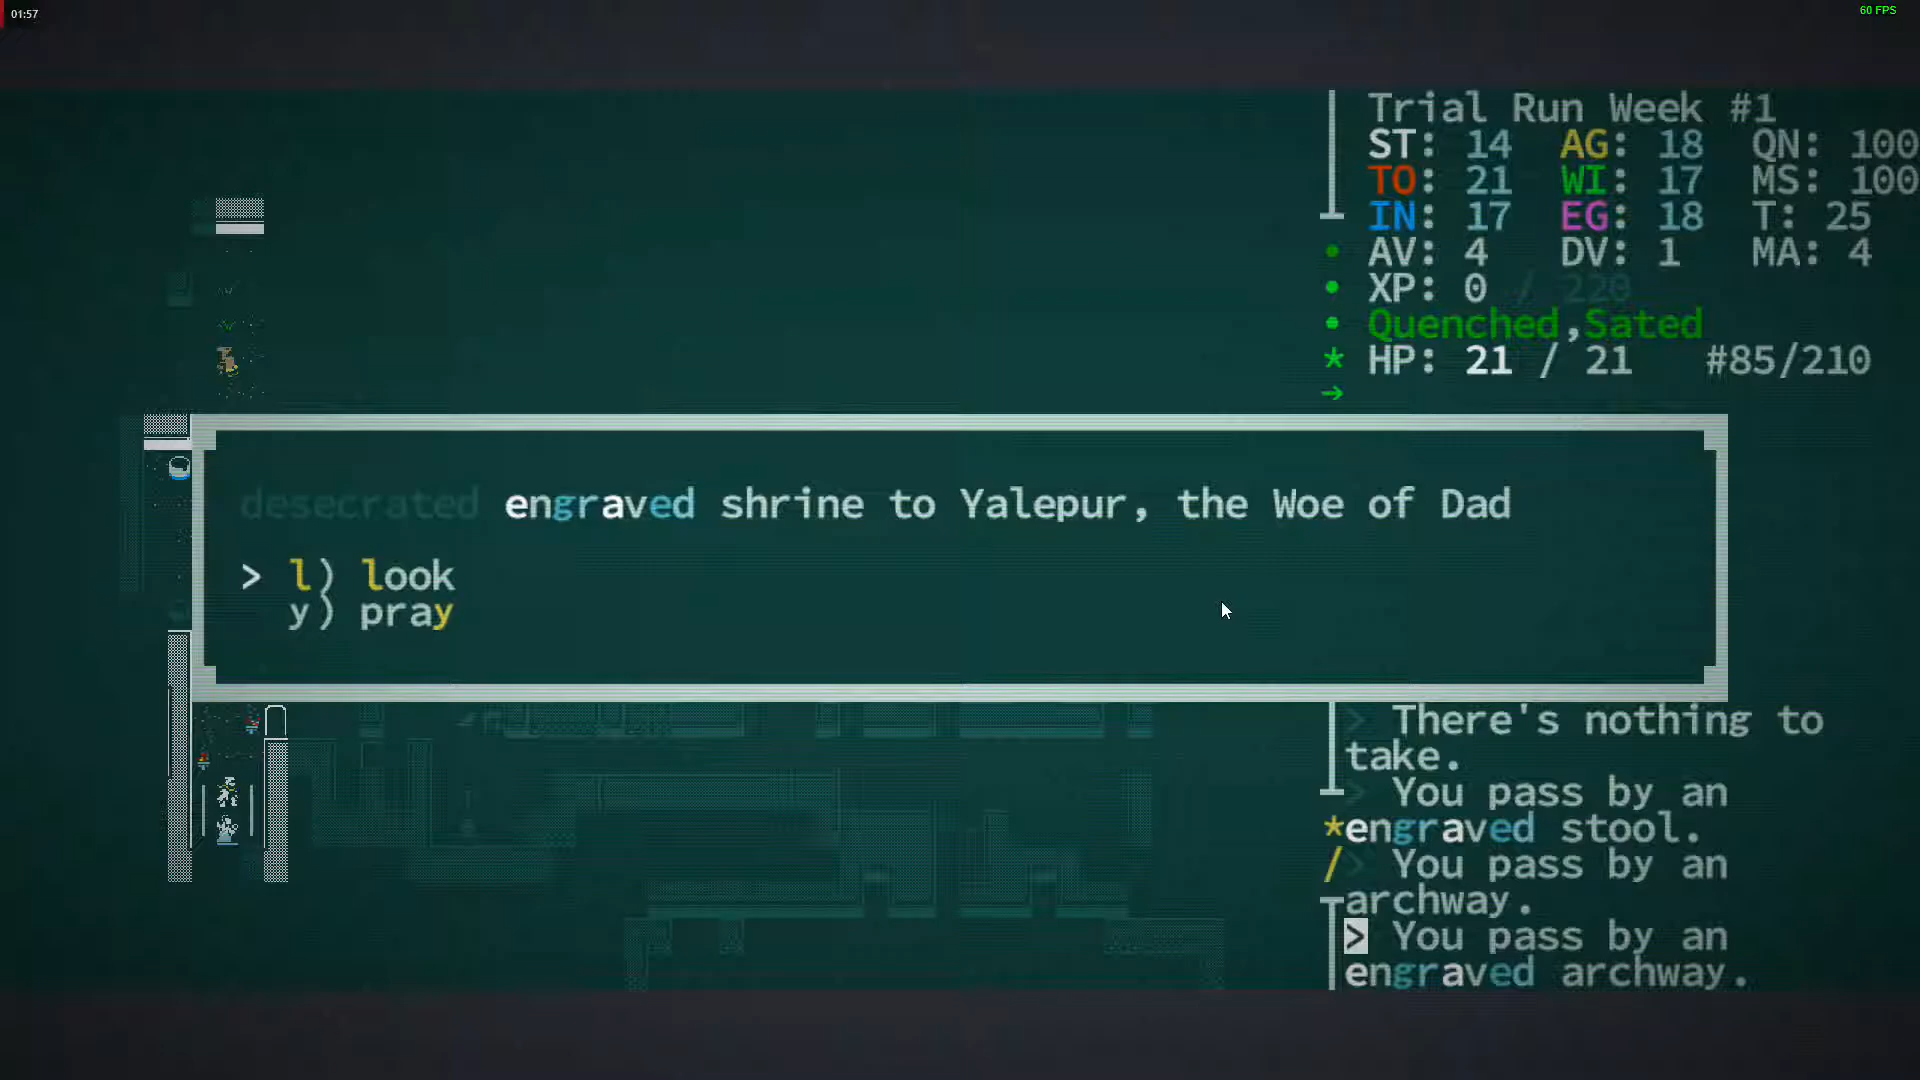 01:57
60 FPS
Trial Run Week #1
ST: 14 AG: 18 QN: 100
TO: 21 WI: 17 MS: 100
IN: 17 EG: 18 T: 25
AV: 4 DV: 1 MA: 4
XP: 0 / 220
Quenched,Sated
* HP: 21 / 21 #85/210
→
desecrated engraved shrine to Yalepur, the Woe of Dad
> l) look
y) pray
> There's nothing to
take.
> You pass by an
*engraved stool.
/> You pass by an
archway.
> You pass by an
engraved archway.